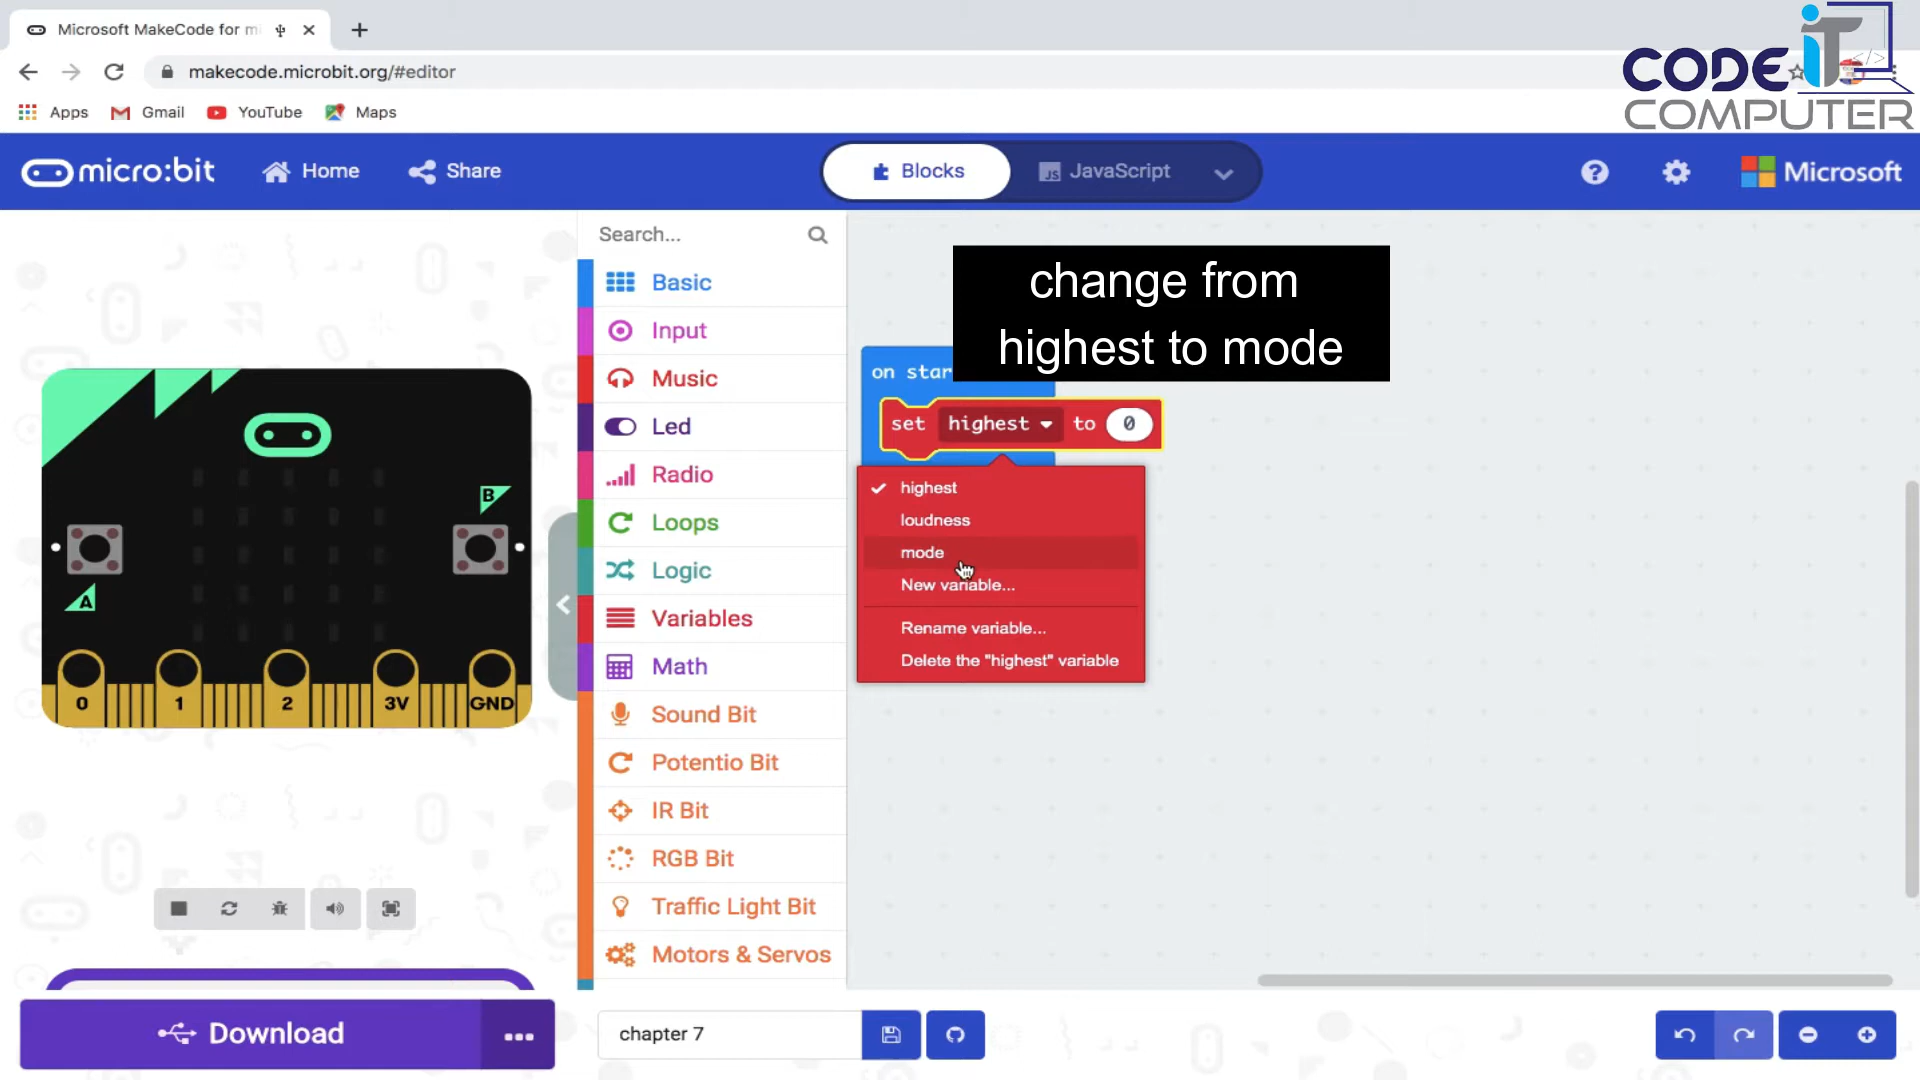 Microsoft MakeCode for mi
makecode.microbit.org/#editor
Apps
Gmail
YouTube
Maps
CODE iT
</>
COMPUTER
micro:bit
Home
Share
Blocks
JS JavaScript
?
Microsoft
Search...
Basic
Input
Music
Led
Radio
Loops
Logic
Variables
Math
Sound Bit
Potentio Bit
IR Bit
RGB Bit
Traffic Light Bit
Motors & Servos
change from
highest to mode
on star
set highest to 0
highest
loudness
mode
New variable...
Rename variable...
Delete the "highest" variable
B
A
0 1 2 3V GND
Download
...
chapter 7